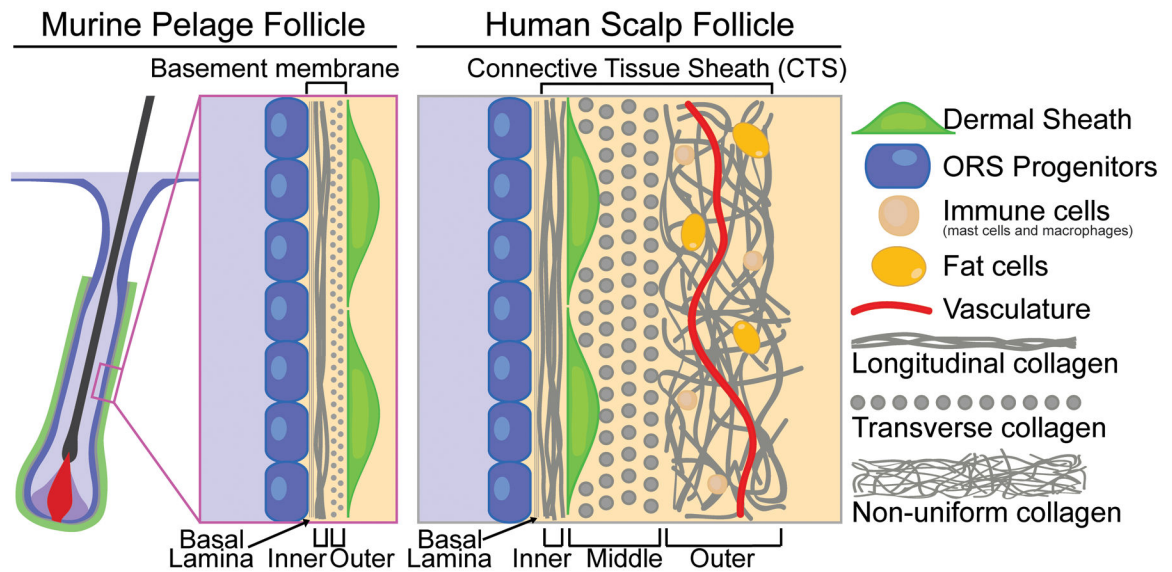 Murine Pelage Follicle
Human Scalp Follicle
Basement membrane
Connective Tissue Sheath (CTS)
Basal
Lamina
Inner
Outer
Basal
Lamina
Inner
Middle
Outer
Dermal Sheath
ORS Progenitors
Immune cells
(mast cells and macrophages)
Fat cells
Vasculature
Longitudinal collagen
Transverse collagen
Non-uniform collagen